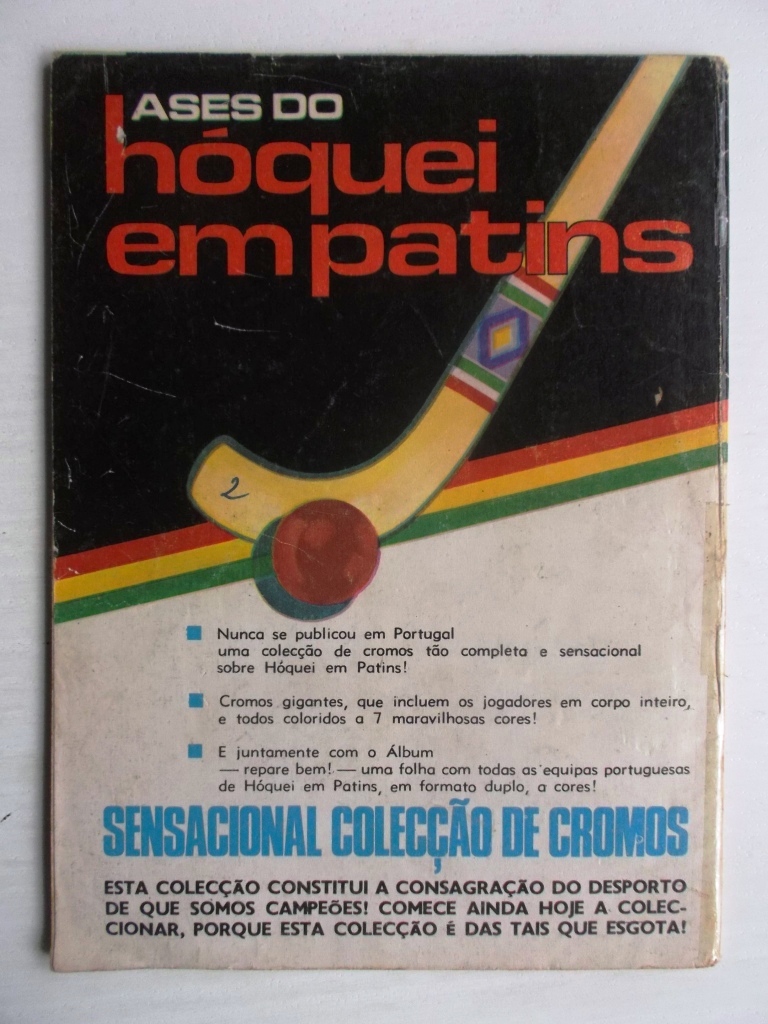 ASES DO
hóquei
em patins
2
Nunca se publicou em Portugal
uma colecção de cromos tão completa e sensacional
sobre Hóquei em Patins!
Cromos gigantes, que incluem os jogadores em corpo inteiro,
e todos coloridos a 7 maravilhosas cores!
E juntamente com o Álbum
— repare bem! — uma folha com todas as equipas portuguesas
de Hóquei em Patins, em formato duplo, a cores!
SENSACIONAL COLECÇÃO DE CROMOS
ESTA COLECÇÃO CONSTITUI A CONSAGRAÇÃO DO DESPORTO
DE QUE SOMOS CAMPEÕES! COMECE AINDA HOJE A COLEC-
CIONAR, PORQUE ESTA COLECÇÃO É DAS TAIS QUE ESGOTA!